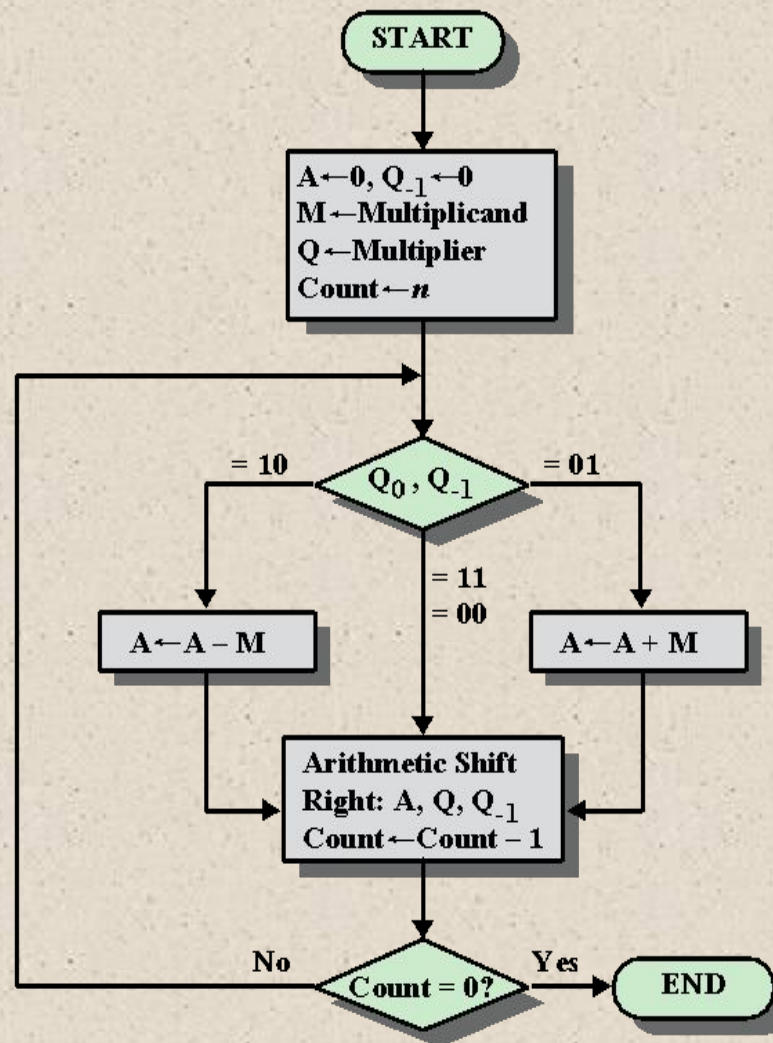 START
A←0, Q₋₁←0
M←Multiplicand
Q←Multiplier
Count←n
= 10
Q₀ , Q₋₁
= 01
= 11
= 00
A←A – M
A←A + M
Arithmetic Shift
Right: A, Q, Q₋₁
Count←Count – 1
No
Count = 0?
Yes
END